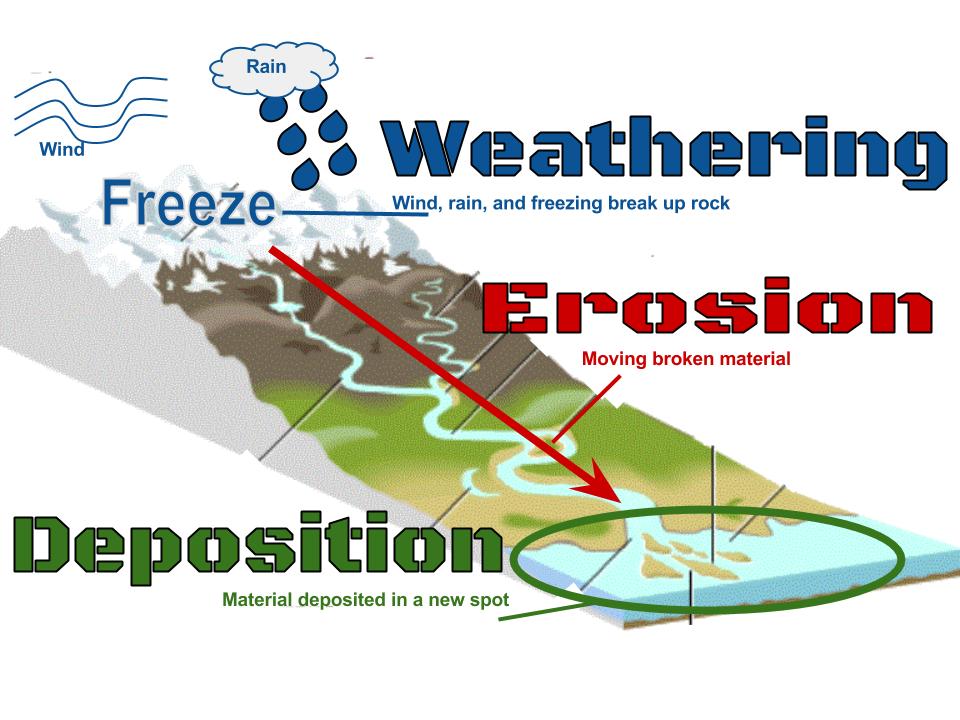 Rain
Wind
Weathering
Freeze
Wind, rain, and freezing break up rock
Erosion
Moving broken material
Deposition
Material deposited in a new spot